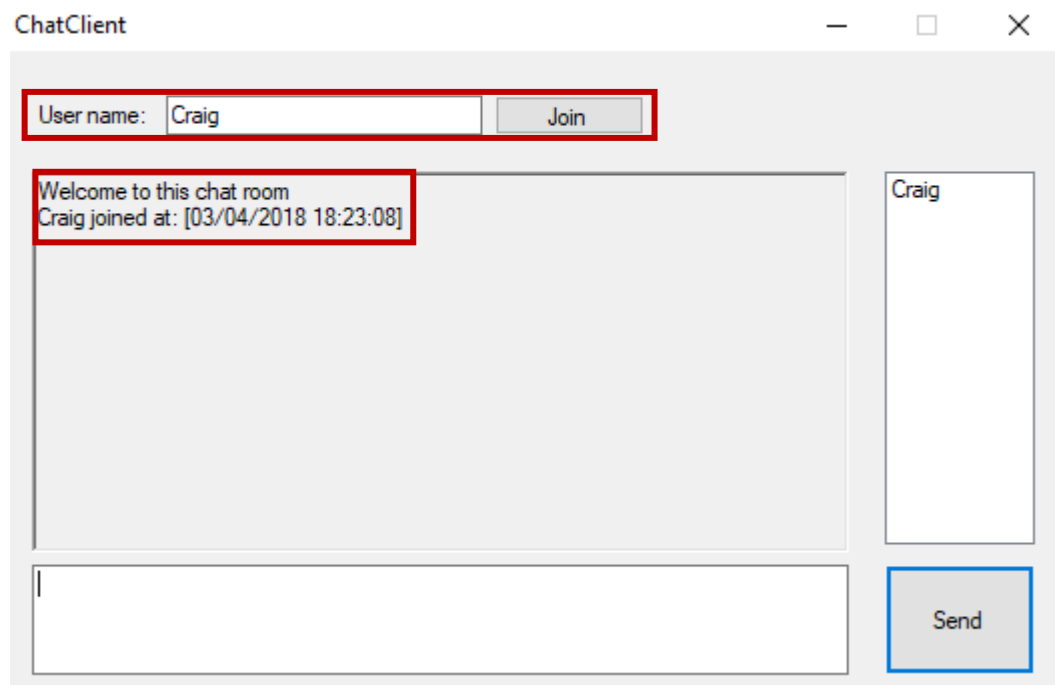 ChatClient
User name: Craig Join
Welcome to this chat room
Craig joined at: [03/04/2018 18:23:08]
Craig
Send